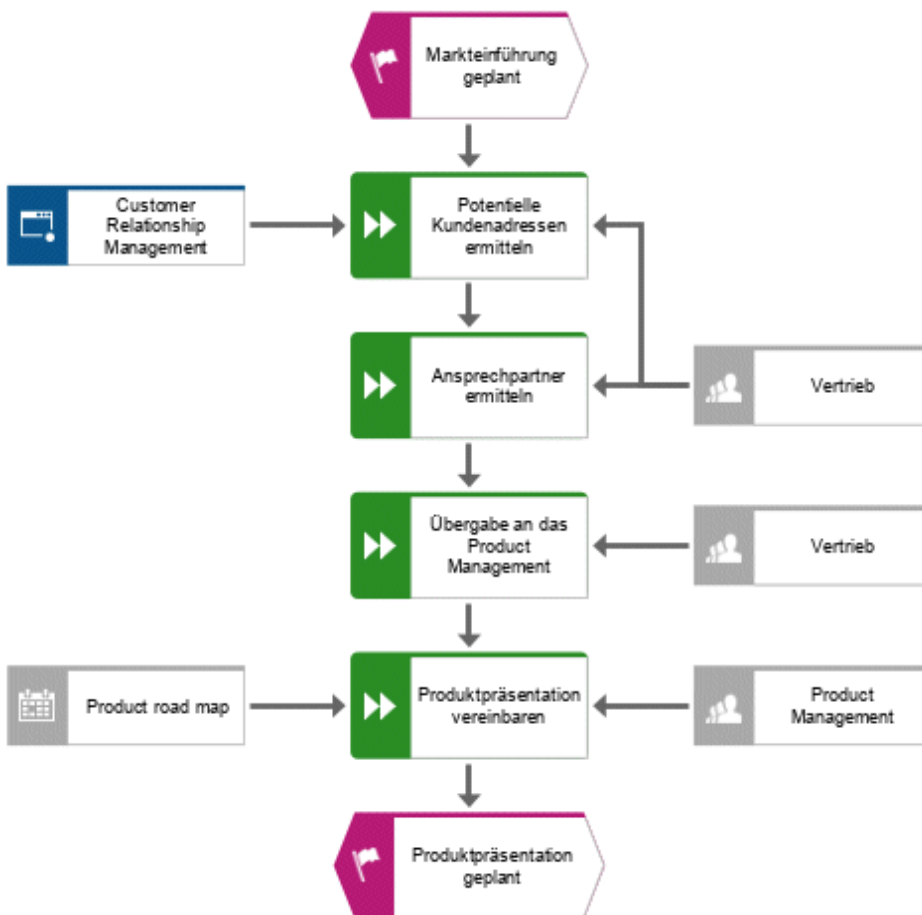 Markteinführung
geplant
Customer
Relationship
Management
Potentielle
Kundenadressen
ermitteln
Ansprechpartner
ermitteln
Vertrieb
Übergabe an das
Product
Management
Vertrieb
Product road map
Produktpräsentation
vereinbaren
Product
Management
Produktpräsentation
geplant